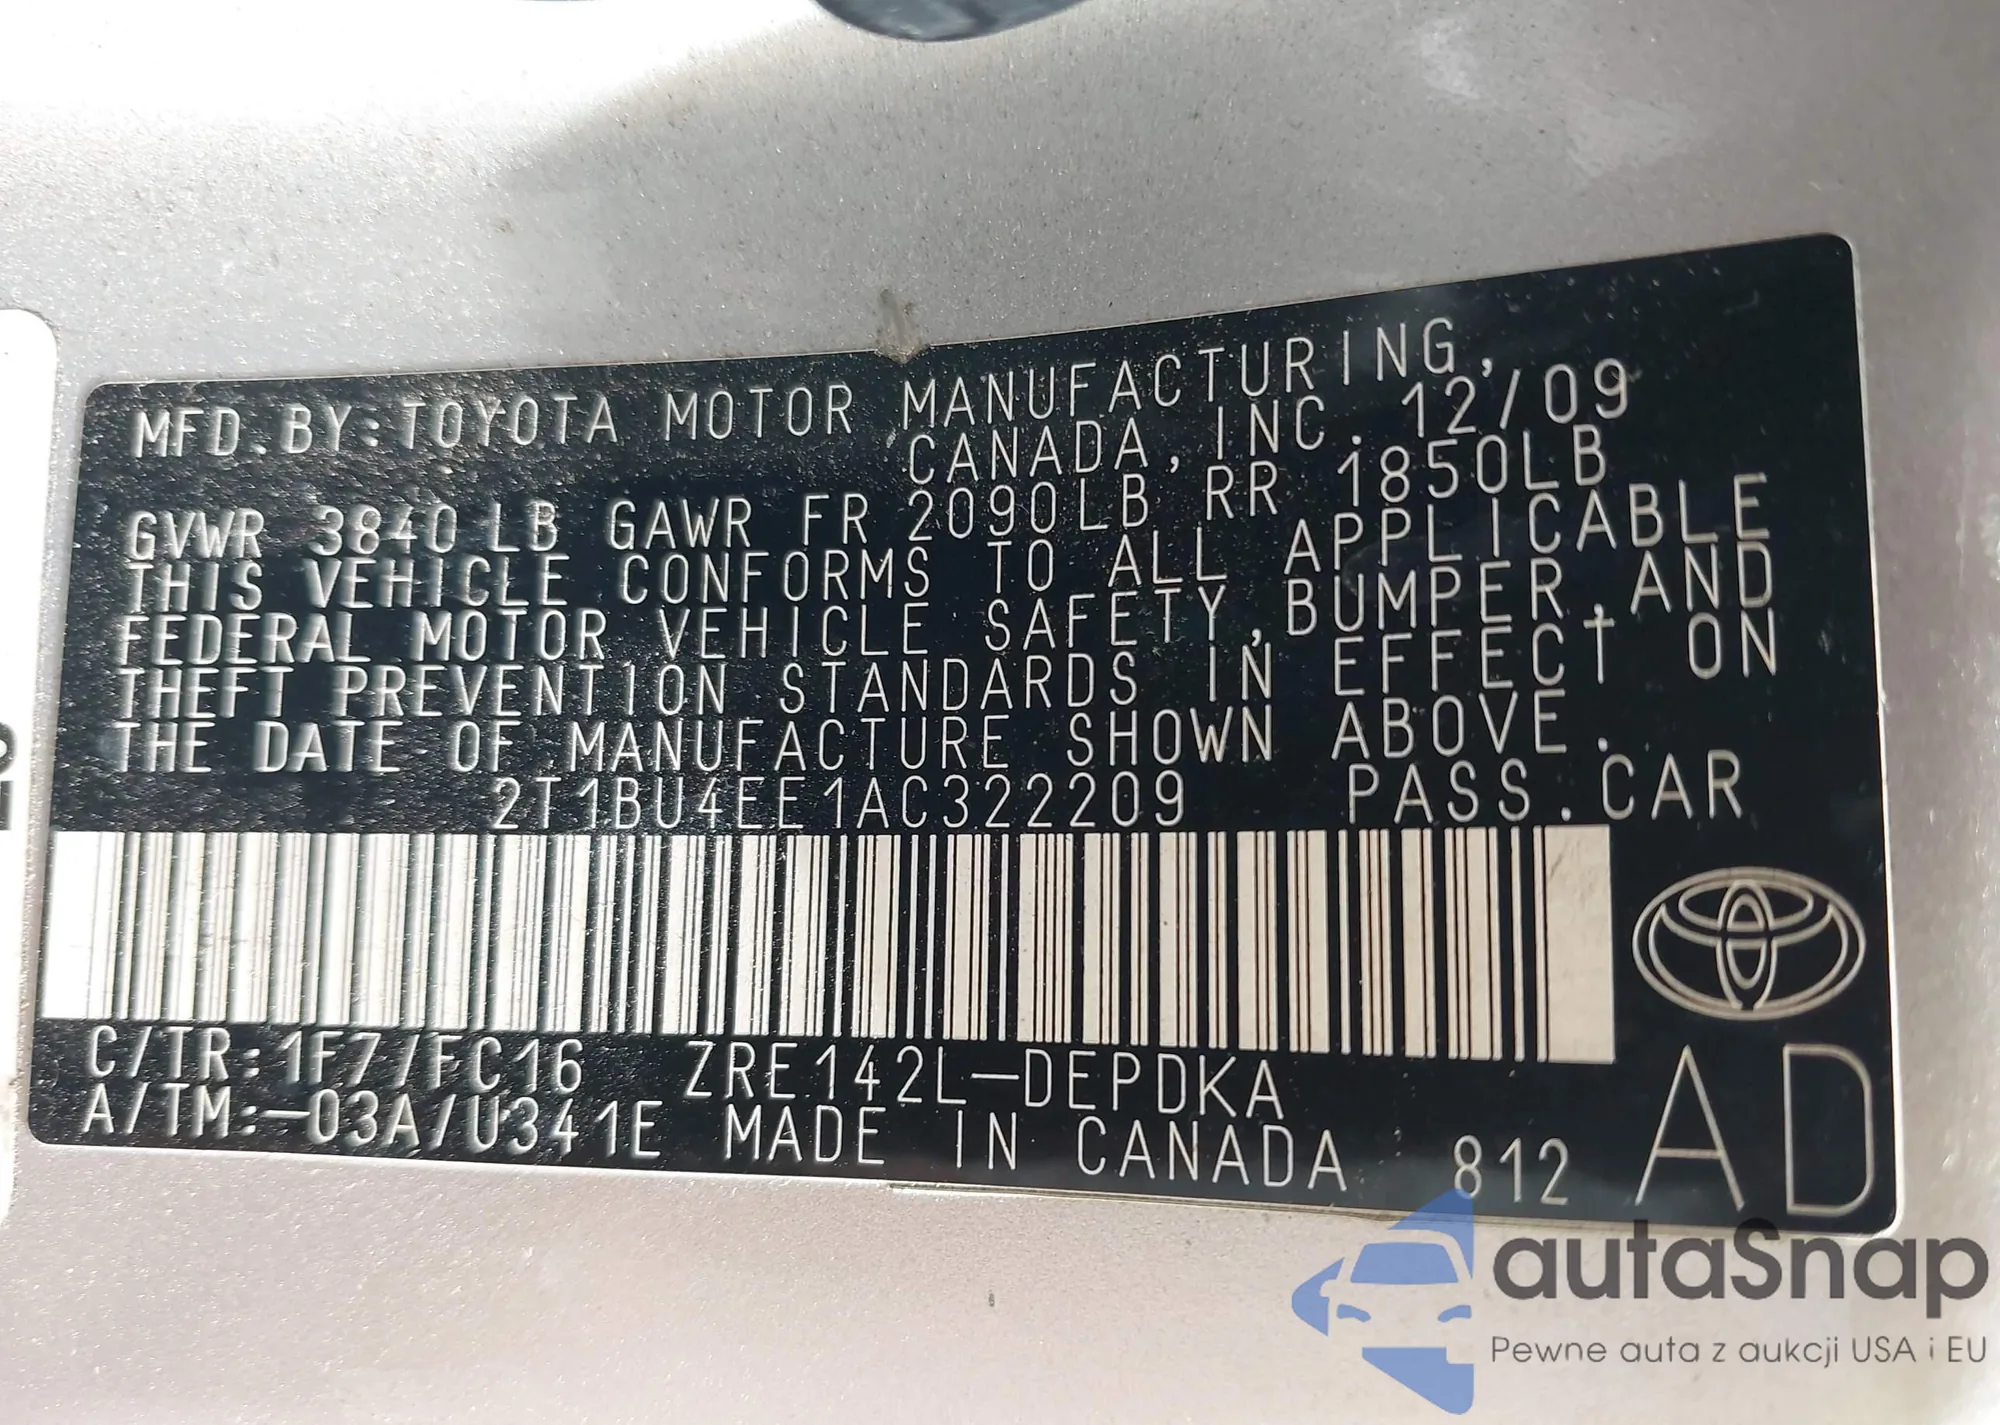 MFD.BY:TOYOTA MOTOR MANUFACTURING,
CANADA,INC. 12/09
GVWR 3840LB GAWR FR 2090LB RR 1850LB
THIS VEHICLE CONFORMS TO ALL APPLICABLE
FEDERAL MOTOR VEHICLE SAFETY,BUMPER,AND
THEFT PREVENTION STANDARDS IN EFFECT ON
THE DATE OF MANUFACTURE SHOWN ABOVE.
2T1BU4EE1AC322209 PASS.CAR
C/TR:1F7/FC16 ZRE142L-DEPDKA
A/TM:-03A/U341E MADE IN CANADA 812
AD
autaSnap
Pewne auta z aukcji USA i EU